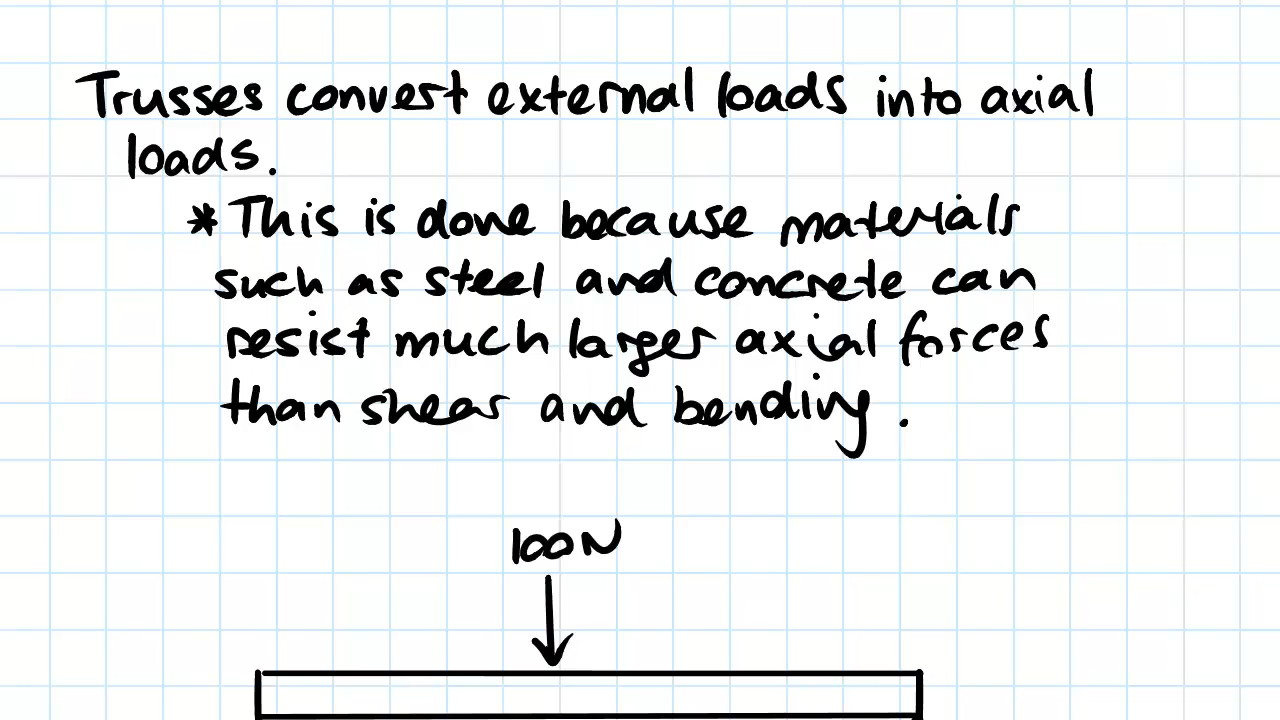 Trusses convert external loads into axial
loads.
* This is done because materials
such as steel and concrete can
resist much larger axial forces
than shear and bending.
100N